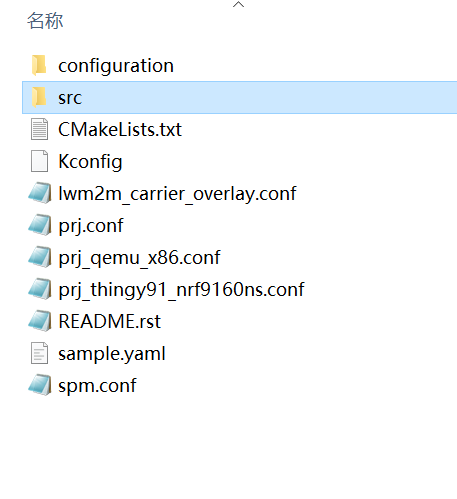 名称
configuration
src
CMakeLists.txt
Kconfig
lwm2m_carrier_overlay.conf
prj.conf
prj_qemu_x86.conf
prj_thingy91_nrf9160ns.conf
README.rst
sample.yaml
spm.conf